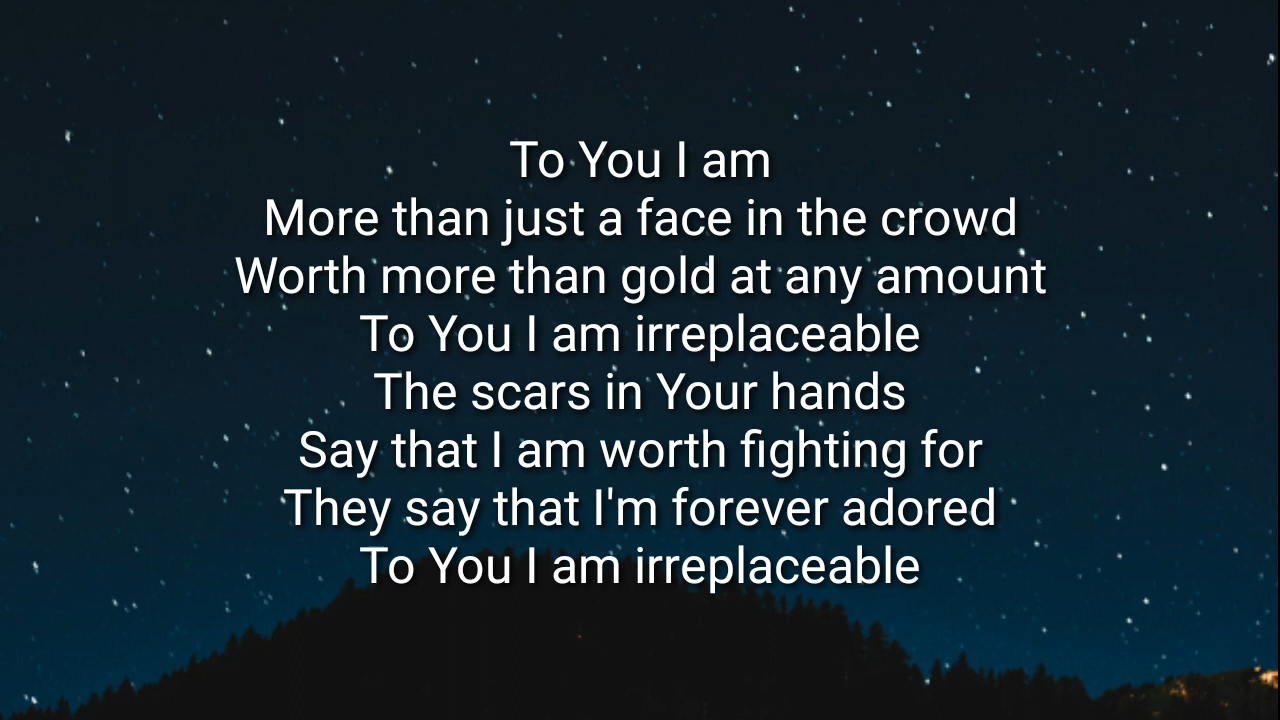 To You I am
More than just a face in the crowd
Worth more than gold at any amount
To You I am irreplaceable
The scars in Your hands
Say that I am worth fighting for
They say that I'm forever adored
To You I am irreplaceable